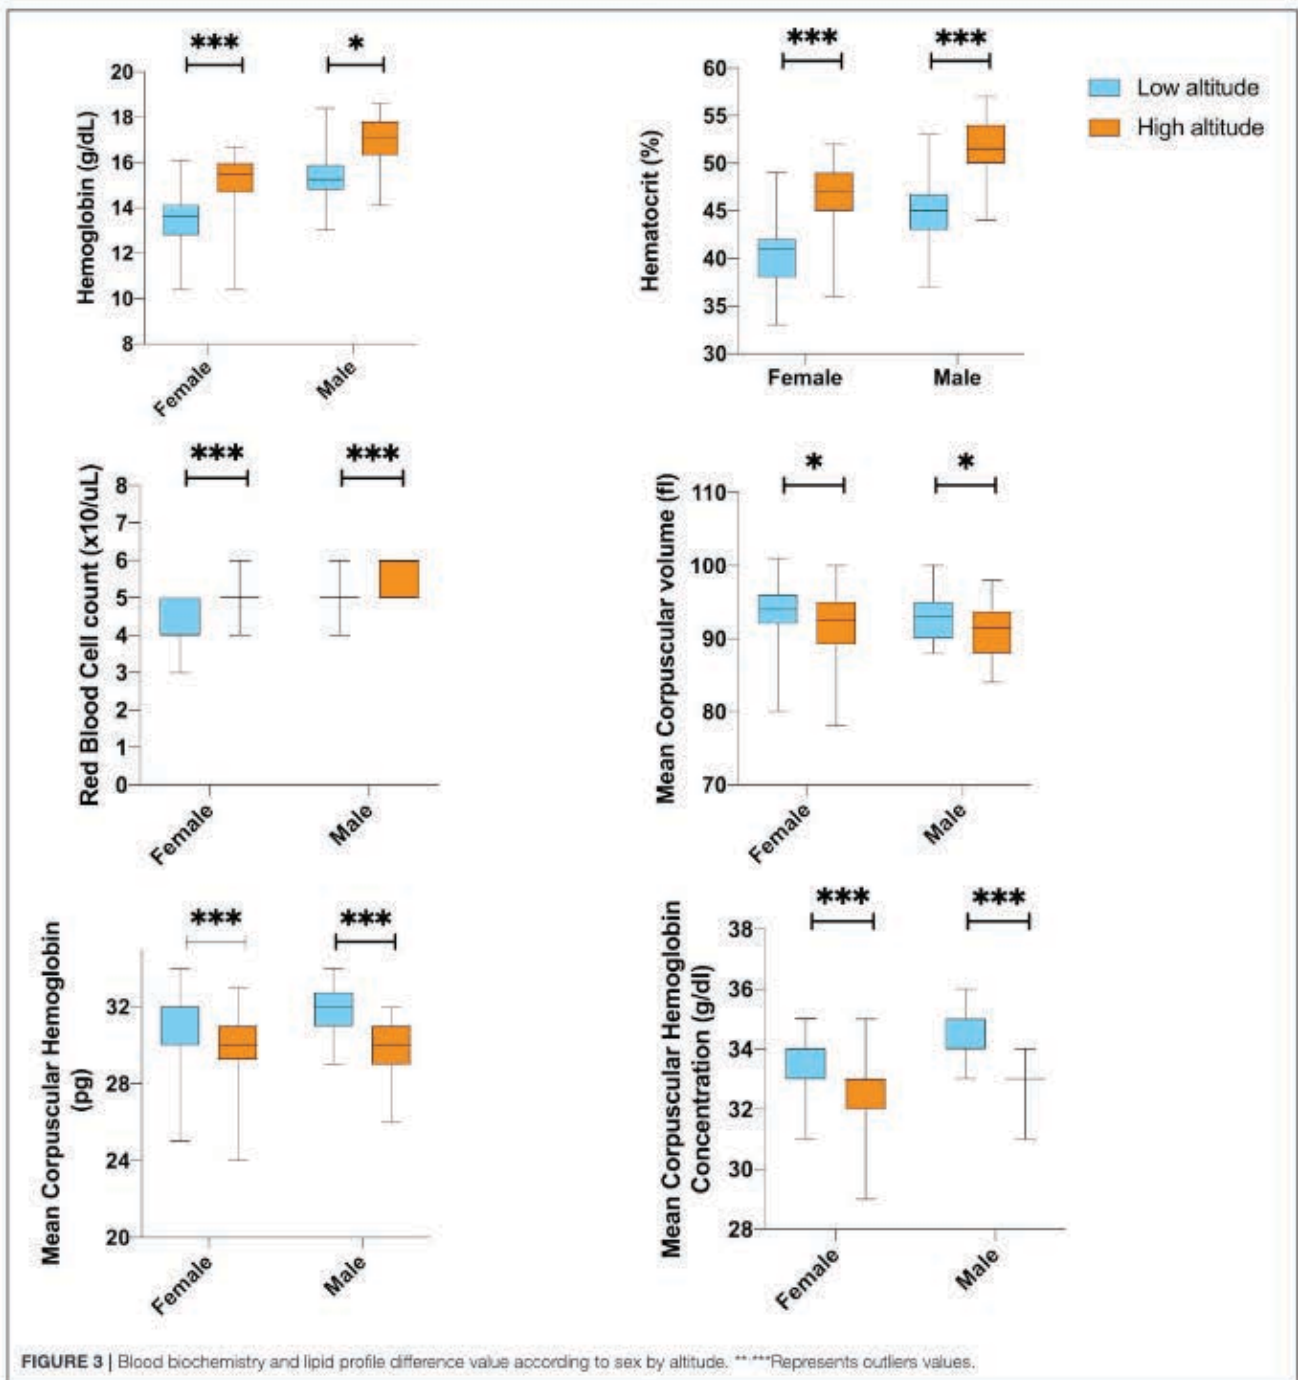 *** *
Hemoglobin (g/dL)
20
18
16
14
12
10
8
Female Male
*** ***
Hematocrit (%)
60
55
50
45
40
35
30
Female Male
Low altitude
High altitude
*** ***
Red Blood Cell count (x10/uL)
8
7
6
5
4
3
2
1
0
Female Male
* *
Mean Corpuscular volume (fl)
110
100
90
80
70
Female Male
*** ***
Mean Corpuscular Hemoglobin
(pg)
32
28
24
20
Female Male
*** ***
Mean Corpuscular Hemoglobin
Concentration (g/dl)
38
36
34
32
30
28
Female Male
FIGURE 3 | Blood biochemistry and lipid profile difference value according to sex by altitude. **,***Represents outliers values.